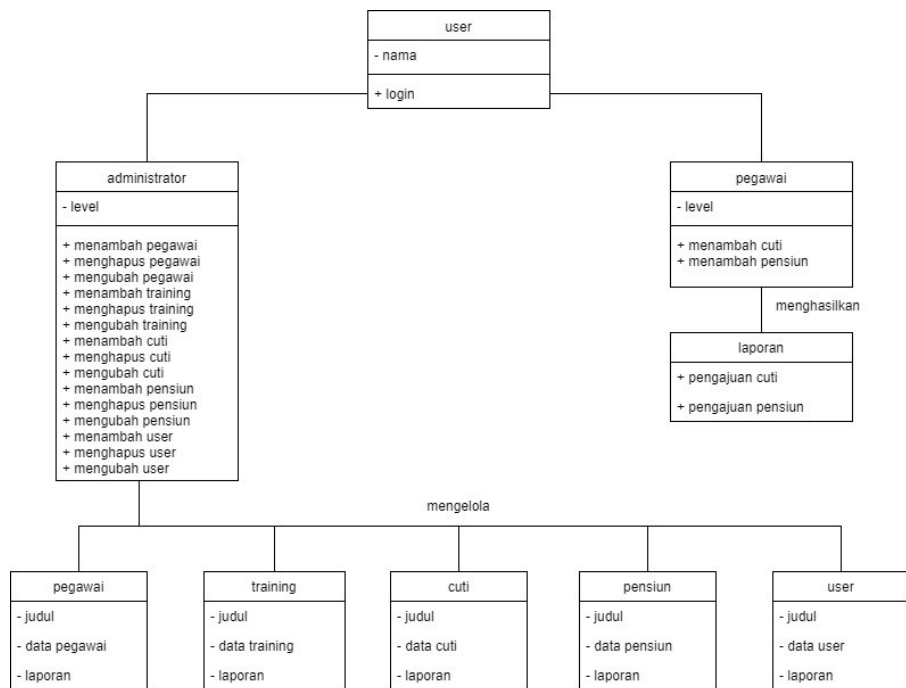 user
- nama
+ login
administrator
- level
+ menambah pegawai
+ menghapus pegawai
+ mengubah pegawai
+ menambah training
+ menghapus training
+ mengubah training
+ menambah cuti
+ menghapus cuti
+ mengubah cuti
+ menambah pensiun
+ menghapus pensiun
+ mengubah pensiun
+ menambah user
+ menghapus user
+ mengubah user
pegawai
- level
+ menambah cuti
+ menambah pensiun
menghasilkan
laporan
+ pengajuan cuti
+ pengajuan pensiun
mengelola
pegawai
- judul
- data pegawai
- laporan
training
- judul
- data training
- laporan
cuti
- judul
- data cuti
- laporan
pensiun
- judul
- data pensiun
- laporan
user
- judul
- data user
- laporan